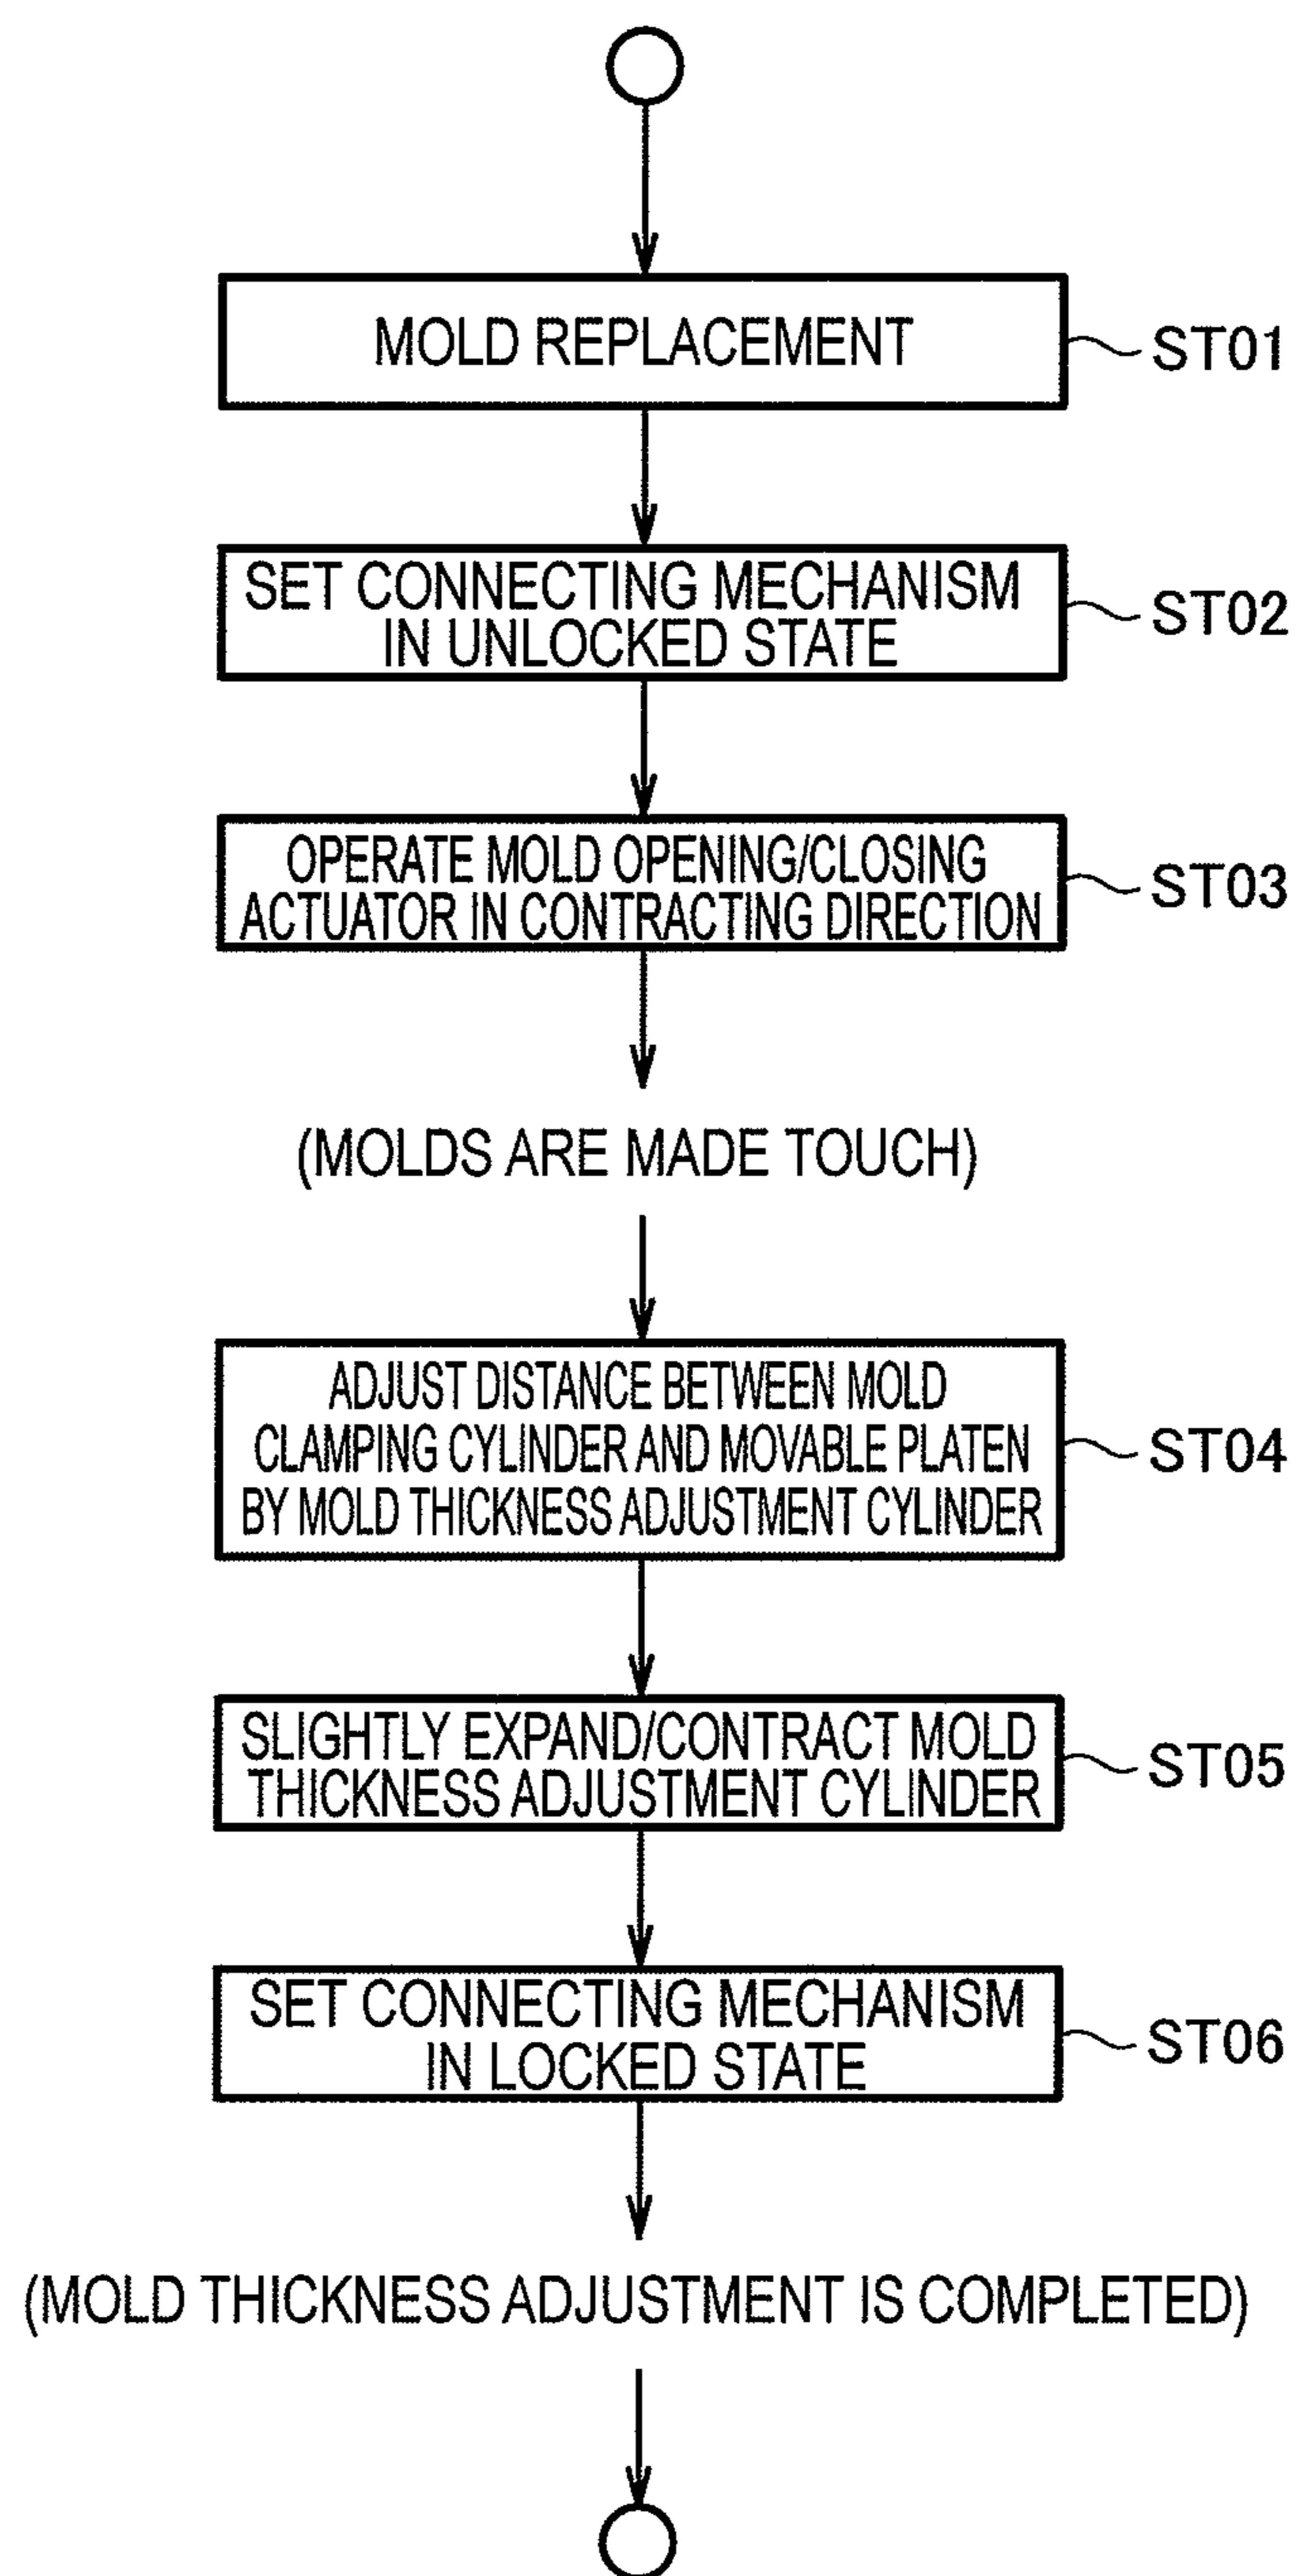 MOLD REPLACEMENT
ST01
SET CONNECTING MECHANISM
IN UNLOCKED STATE
ST02
OPERATE MOLD OPENING/CLOSING
ACTUATOR IN CONTRACTING DIRECTION
ST03
(MOLDS ARE MADE TOUCH)
ADJUST DISTANCE BETWEEN MOLD
CLAMPING CYLINDER AND MOVABLE PLATEN
BY MOLD THICKNESS ADJUSTMENT CYLINDER
ST04
SLIGHTLY EXPAND/CONTRACT MOLD
THICKNESS ADJUSTMENT CYLINDER
ST05
SET CONNECTING MECHANISM
IN LOCKED STATE
ST06
(MOLD THICKNESS ADJUSTMENT IS COMPLETED)